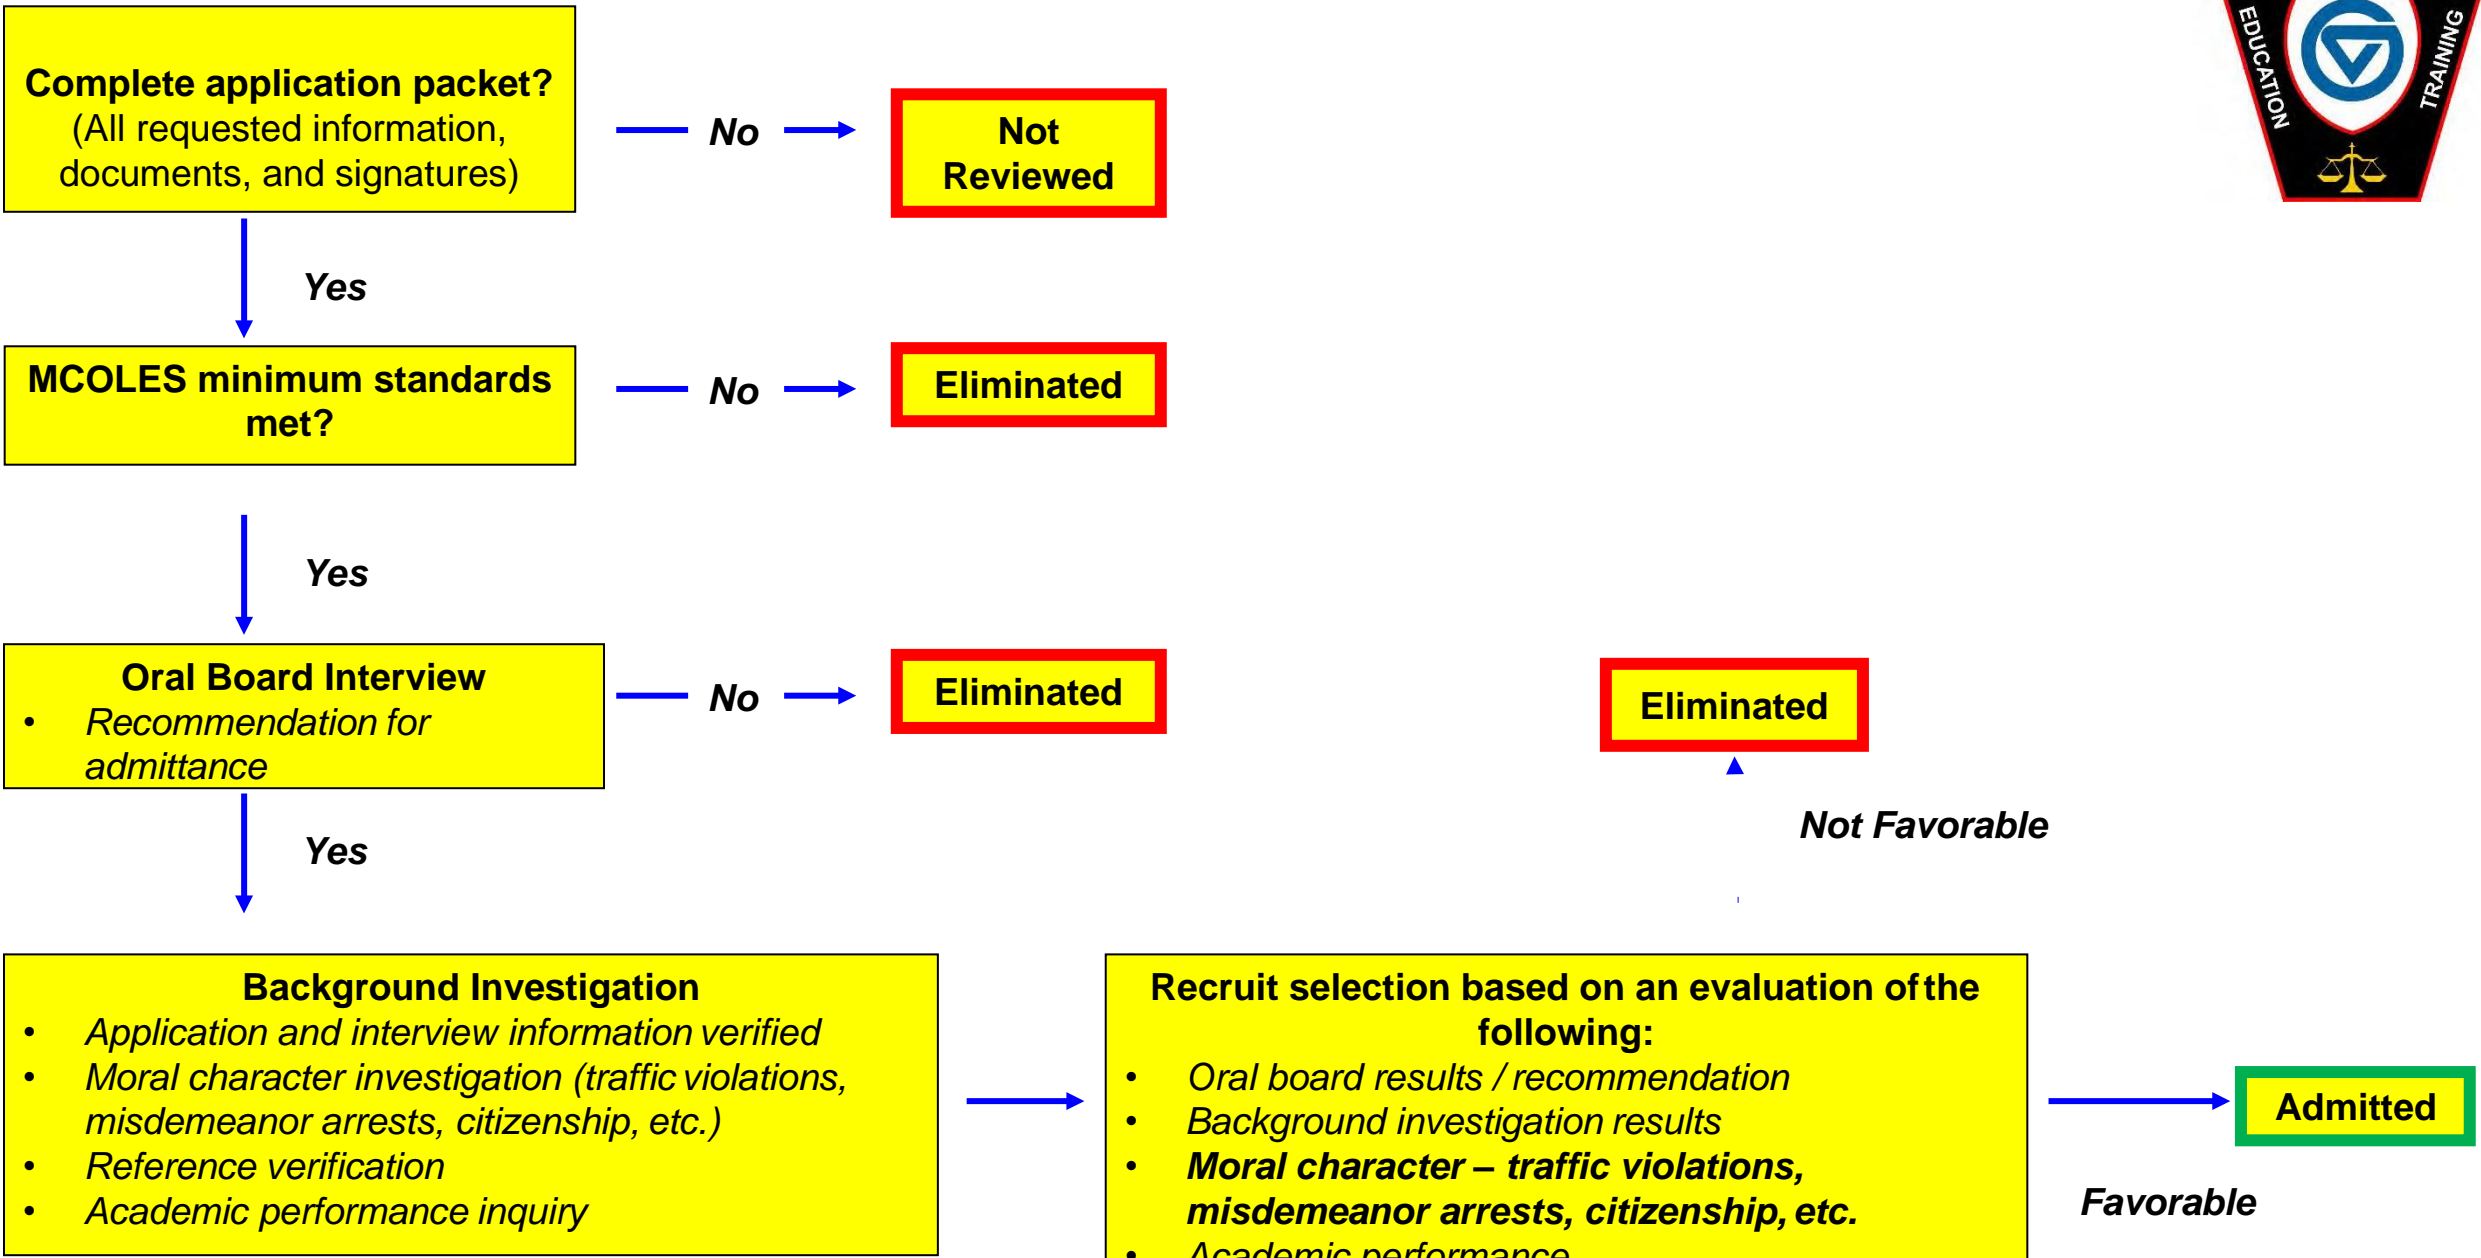 EDUCATION
TRAINING
Complete application packet?
(All requested information,
documents, and signatures)
No
Not
Reviewed
Yes
MCOLES minimum standards
met?
No
Eliminated
Yes
Oral Board Interview
• Recommendation for
admittance
No
Eliminated
Eliminated
Not Favorable
Yes
Background Investigation
• Application and interview information verified
• Moral character investigation (traffic violations,
misdemeanor arrests, citizenship, etc.)
• Reference verification
• Academic performance inquiry
Recruit selection based on an evaluation of the
following:
• Oral board results / recommendation
• Background investigation results
• Moral character – traffic violations,
misdemeanor arrests, citizenship, etc.
• Academic performance
Admitted
Favorable